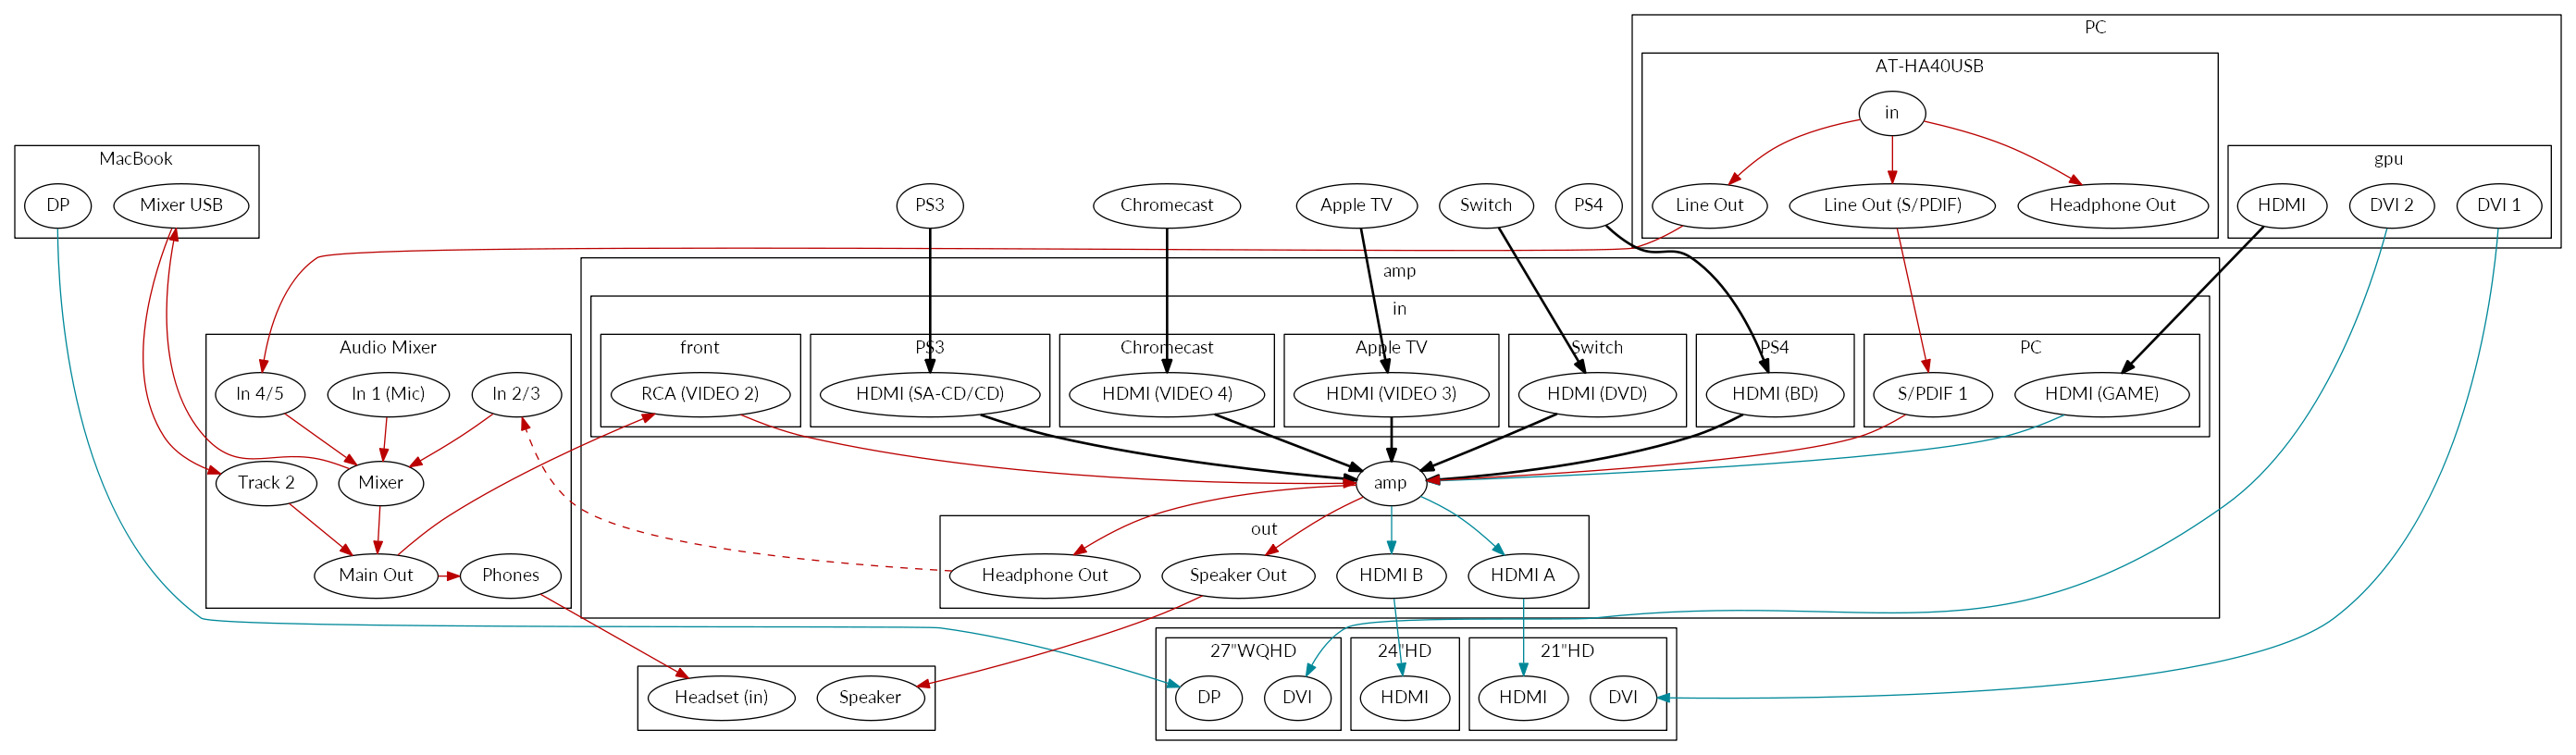 PC
AT-HA40USB
in
MacBook
gpu
DP
Mixer USB
PS3
Chromecast
Apple TV
Switch
PS4
Line Out
Line Out (S/PDIF)
Headphone Out
HDMI
DVI 2
DVI 1
amp
in
Audio Mixer
front
PS3
Chromecast
Apple TV
Switch
PS4
PC
In 4/5
In 1 (Mic)
In 2/3
RCA (VIDEO 2)
HDMI (SA-CD/CD)
HDMI (VIDEO 4)
HDMI (VIDEO 3)
HDMI (DVD)
HDMI (BD)
S/PDIF 1
HDMI (GAME)
Track 2
Mixer
amp
out
Main Out
Phones
Headphone Out
Speaker Out
HDMI B
HDMI A
27"WQHD
24"HD
21"HD
Headset (in)
Speaker
DP
DVI
HDMI
HDMI
DVI